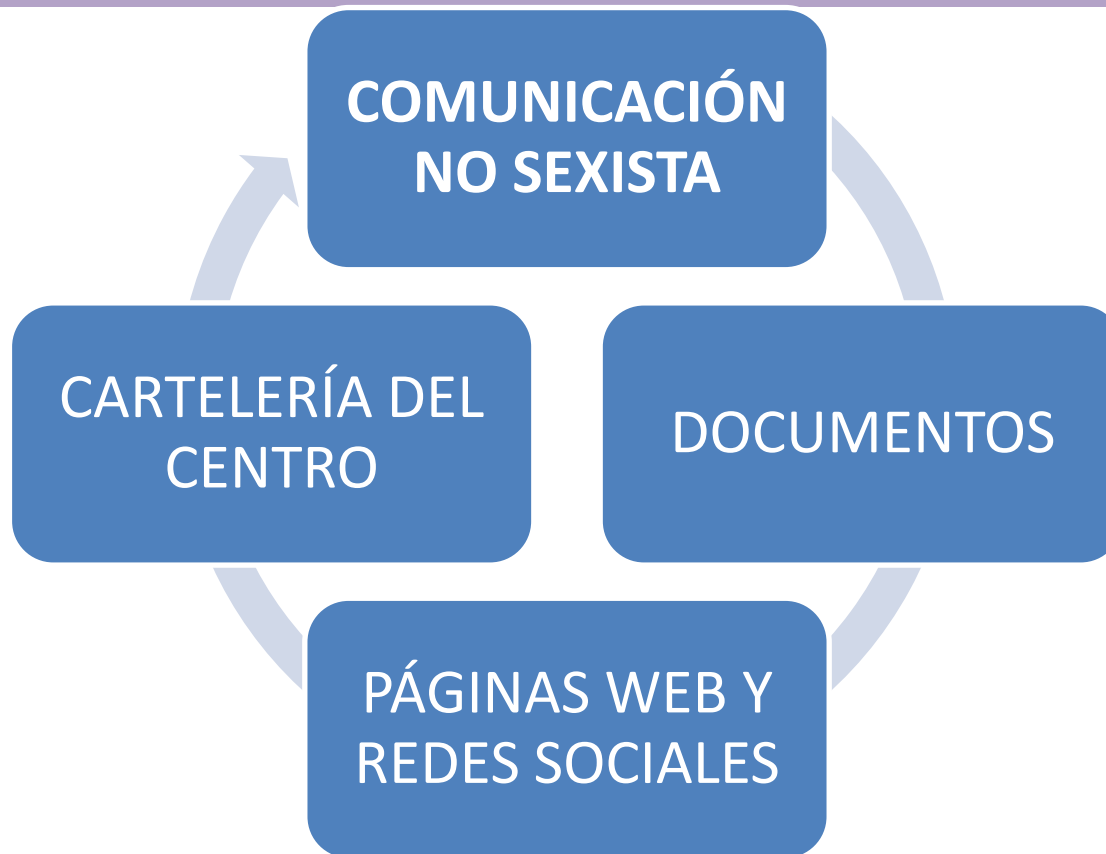 COMUNICACIÓN
NO SEXISTA
CARTELERÍA DEL
CENTRO
DOCUMENTOS
PÁGINAS WEB Y
REDES SOCIALES